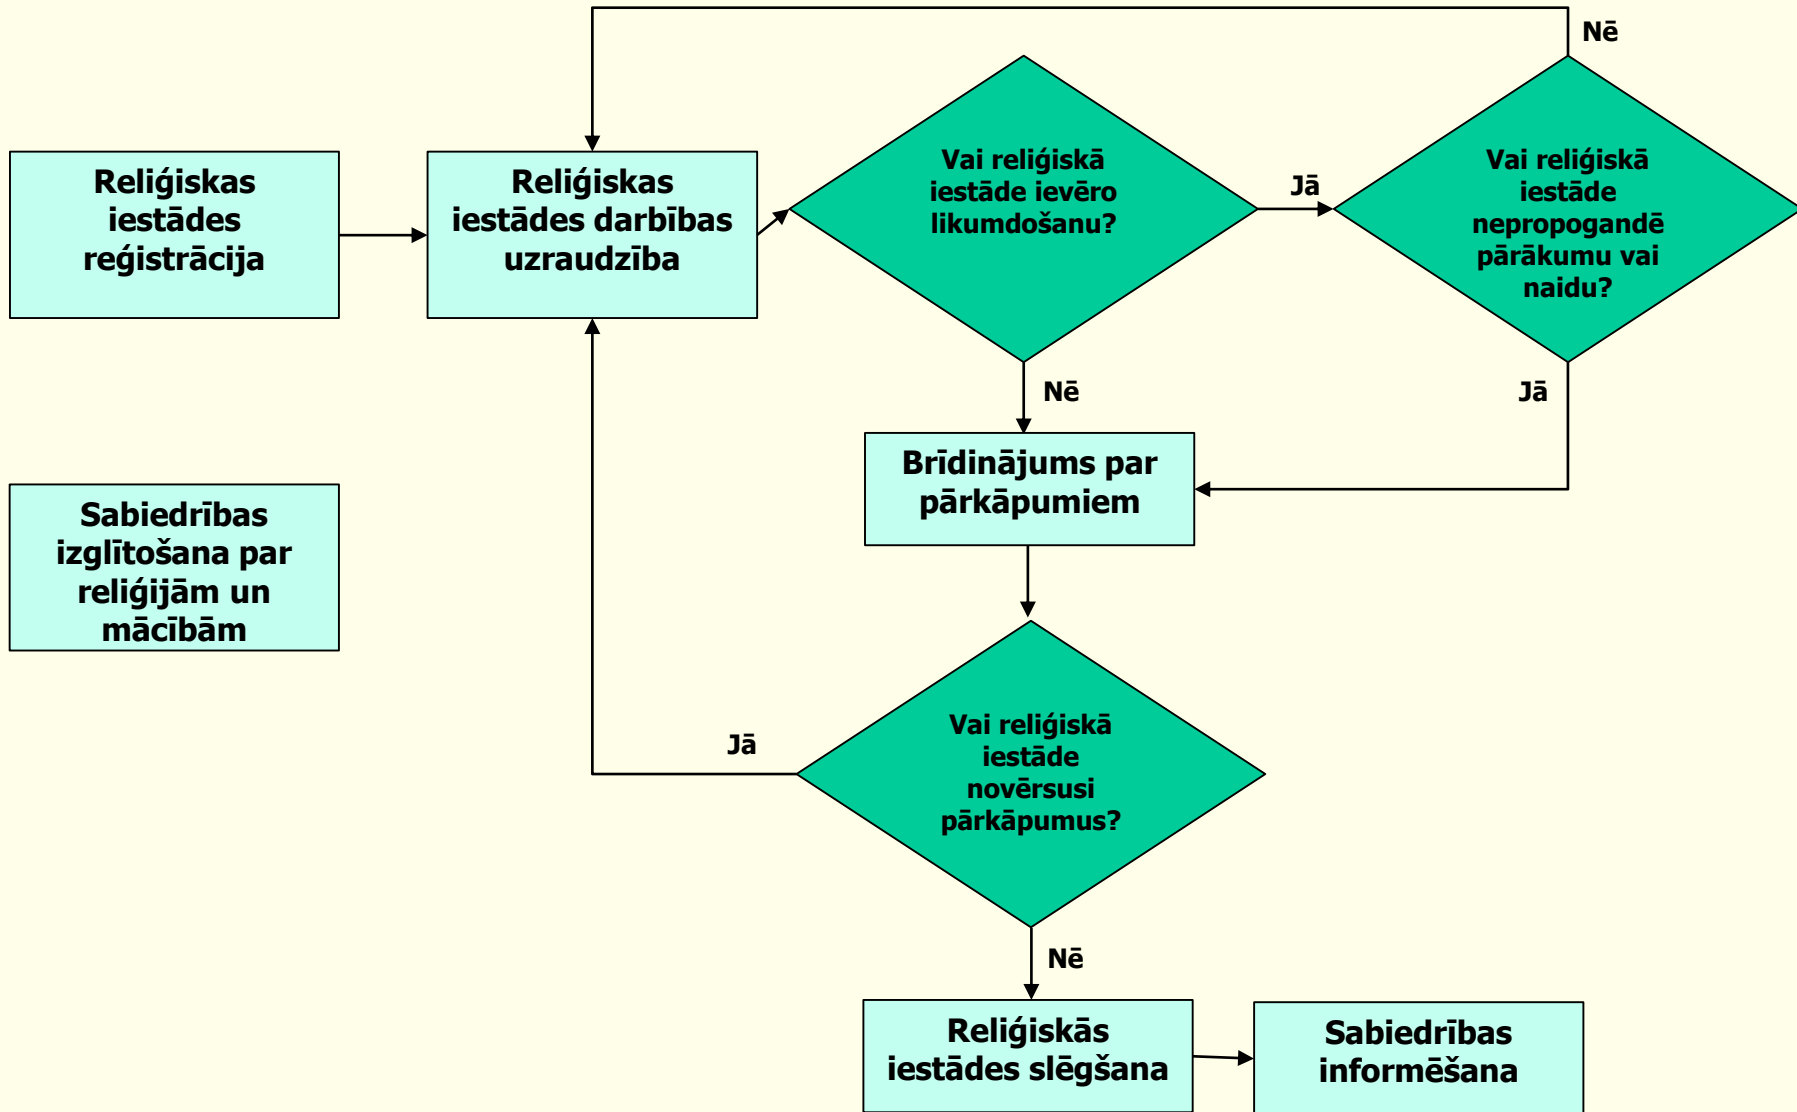 Nē
Reliģiskas
iestādes
reģistrācija
Reliģiskas
iestādes darbības
uzraudzība
Vai reliģiskā
iestāde ievēro
likumdošanu?
Jā
Vai reliģiskā
iestāde
nepropogandē
pārākumu vai
naidu?
Nē
Jā
Brīdinājums par
pārkāpumiem
Sabiedrības
izglītošana par
reliģijām un
mācībām
Jā
Vai reliģiskā
iestāde
novērsusi
pārkāpumus?
Nē
Reliģiskās
iestādes slēgšana
Sabiedrības
informēšana